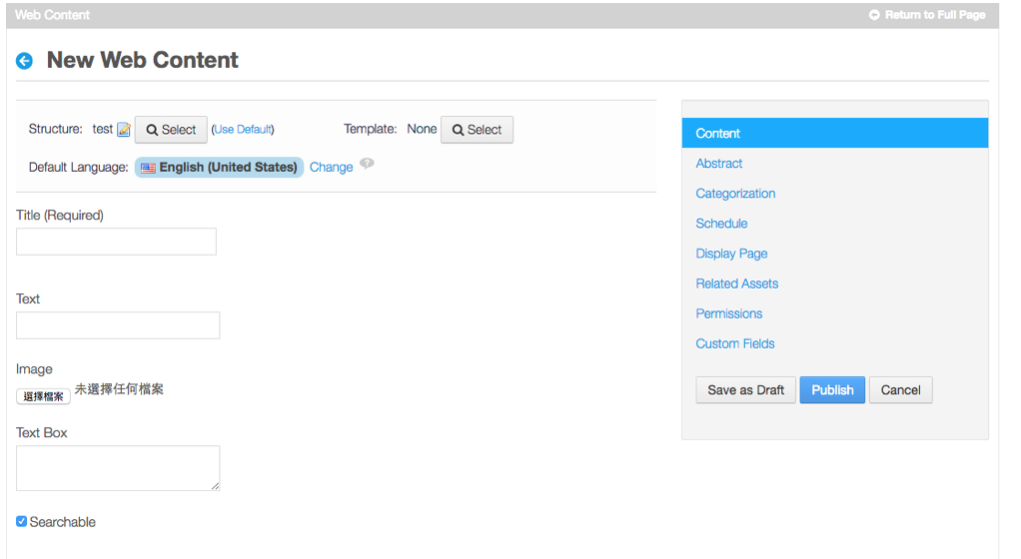 Web Content
Return to Full Page
New Web Content
Structure: test Select (Use Default) Template: None Select
Default Language: English (United States) Change ?
Title (Required)
Text
Image
選擇檔案 未選擇任何檔案
Text Box
Searchable
Content
Abstract
Categorization
Schedule
Display Page
Related Assets
Permissions
Custom Fields
Save as Draft Publish Cancel